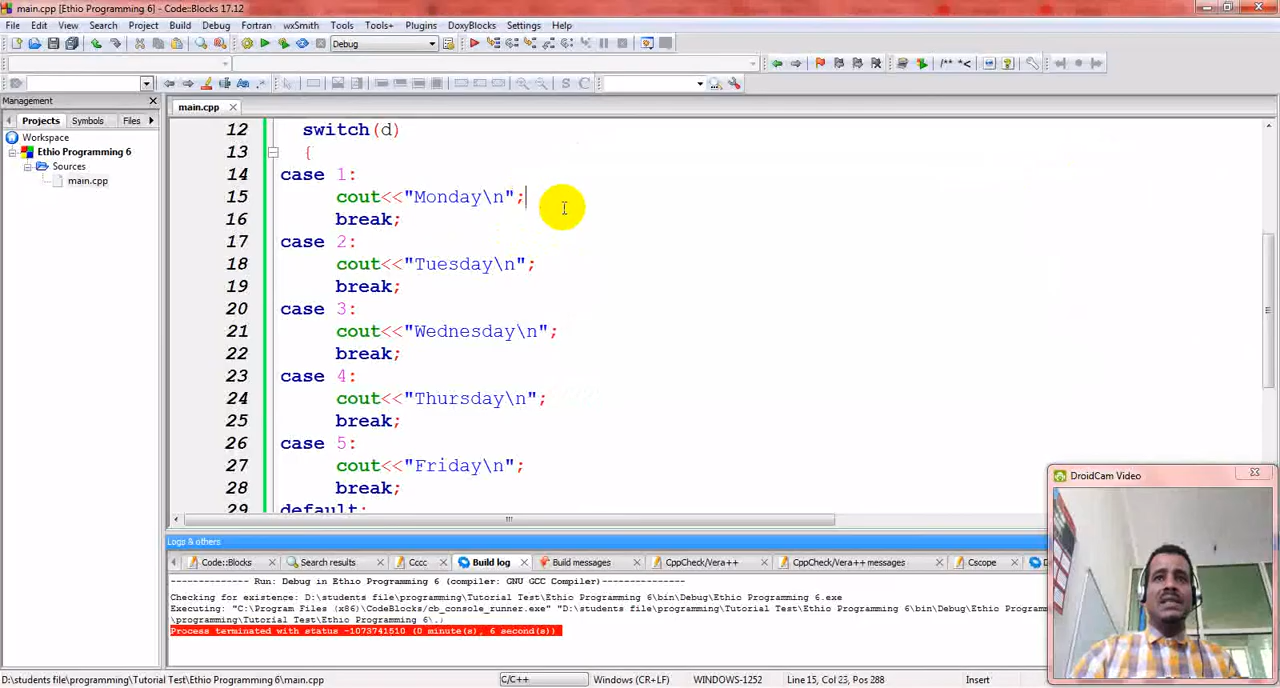 main.cpp [Ethio Programming 6] - Code::Blocks 17.12
File Edit View Search Project Build Debug Fortran wxSmith Tools Tools+ Plugins DoxyBlocks Settings Help
Debug
/** *<
S C
Management
main.cpp
Projects Symbols Files
Workspace
Ethio Programming 6
Sources
main.cpp
12 switch(d)
13 {
14 case 1:
15 cout<<"Monday\n";
16 break;
17 case 2:
18 cout<<"Tuesday\n";
19 break;
20 case 3:
21 cout<<"Wednesday\n";
22 break;
23 case 4:
24 cout<<"Thursday\n";
25 break;
26 case 5:
27 cout<<"Friday\n";
28 break;
29 default:
DroidCam Video
Logs & others
Code::Blocks Search results Cccc Build log Build messages CppCheck/Vera++ CppCheck/Vera++ messages Cscope
-------------- Run: Debug in Ethio Programming 6 (compiler: GNU GCC Compiler)---------------
Checking for existence: D:\students file\programming\Tutorial Test\Ethio Programming 6\bin\Debug\Ethio Programming 6.exe
Executing: "C:\Program Files (x86)\CodeBlocks/cb_console_runner.exe" "D:\students file\programming\Tutorial Test\Ethio Programming 6\bin\Debug\Ethio Programm
\programming\Tutorial Test\Ethio Programming 6\.)
Process terminated with status -1073741510 (0 minute(s), 6 second(s))
D:\students file\programming\Tutorial Test\Ethio Programming 6\main.cpp C/C++ Windows (CR+LF) WINDOWS-1252 Line 15, Col 23, Pos 288 Insert